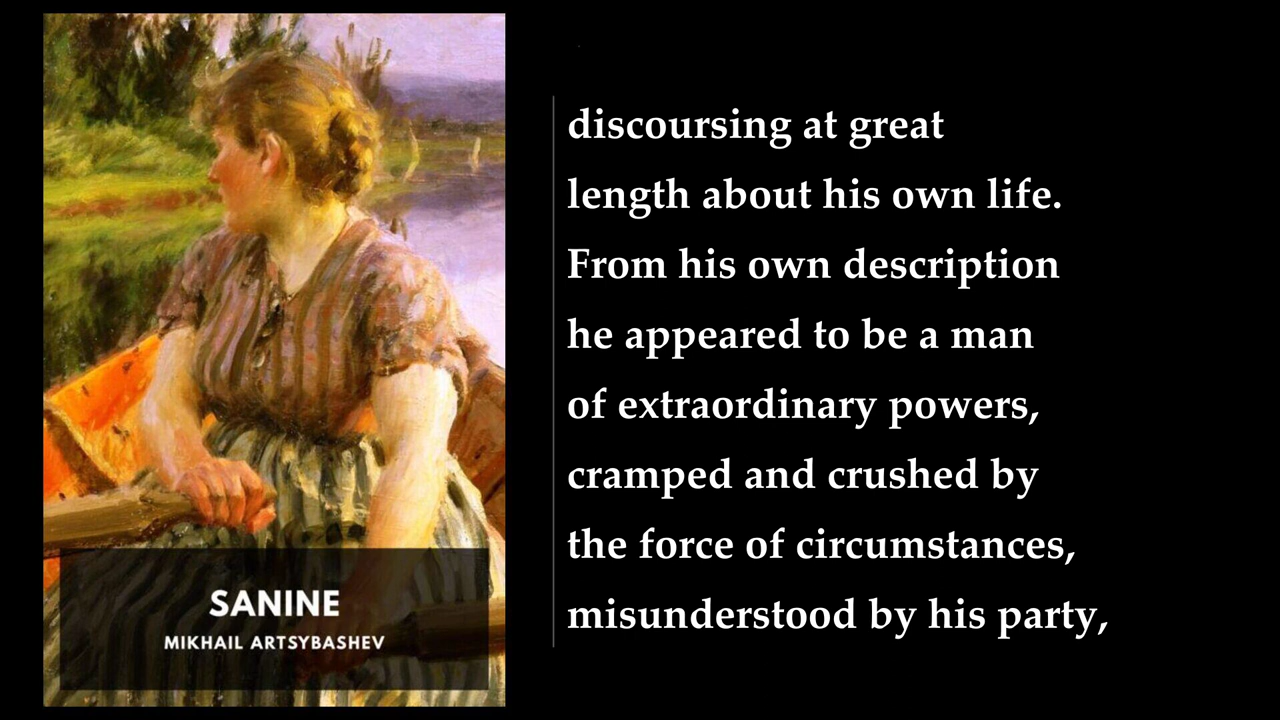 SANINE
MIKHAIL ARTSYBASHEV
discoursing at great
length about his own life.
From his own description
he appeared to be a man
of extraordinary powers,
cramped and crushed by
the force of circumstances,
misunderstood by his party,